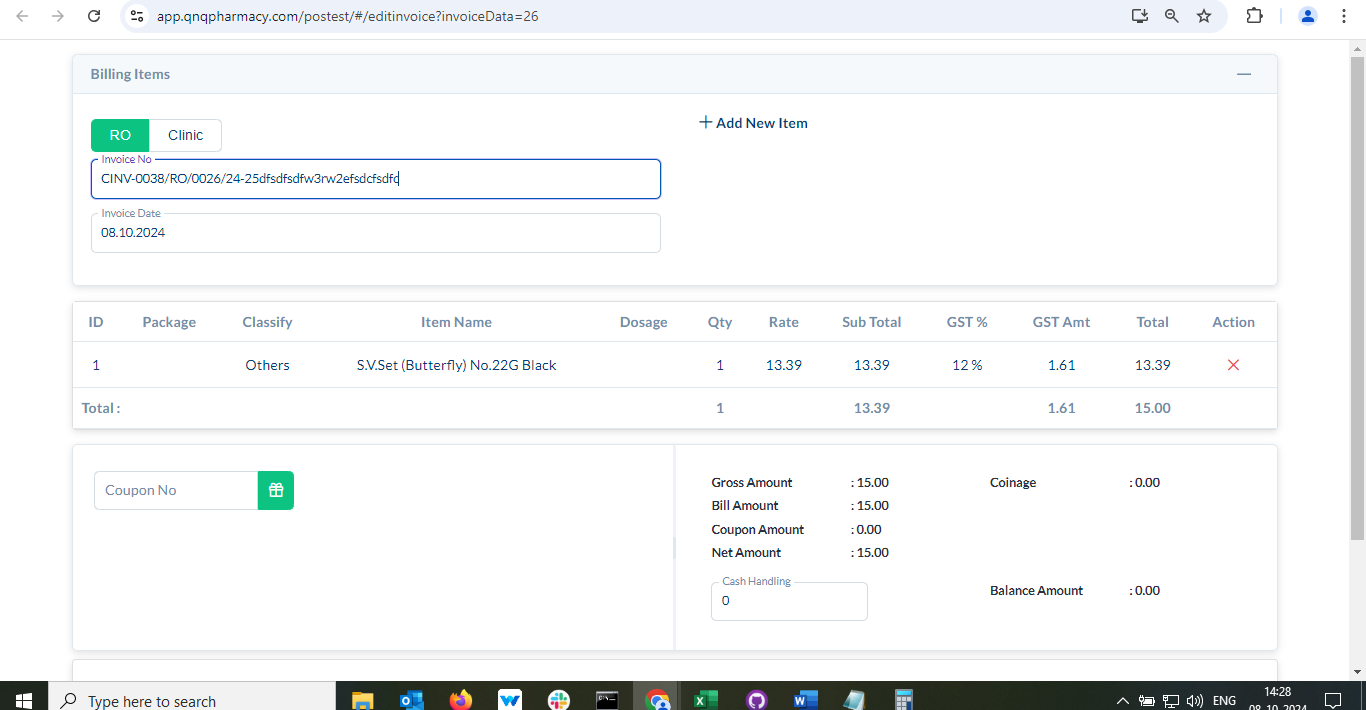 app.qnqpharmacy.com/postest/#/editinvoice?invoiceData=26
Billing Items
RO Clinic
+ Add New Item
Invoice No
CINV-0038/RO/0026/24-25dfsdfsdfw3rw2efsdcfsdfc
Invoice Date
08.10.2024
ID Package Classify Item Name Dosage Qty Rate Sub Total GST % GST Amt Total Action
1 Others S.V.Set (Butterfly) No.22G Black 1 13.39 13.39 12 % 1.61 13.39
Total : 1 13.39 1.61 15.00
Coupon No
Gross Amount : 15.00 Coinage : 0.00
Bill Amount : 15.00
Coupon Amount : 0.00
Net Amount : 15.00
Cash Handling
0
Balance Amount : 0.00
Type here to search
ENG
14:28
08-10-2024